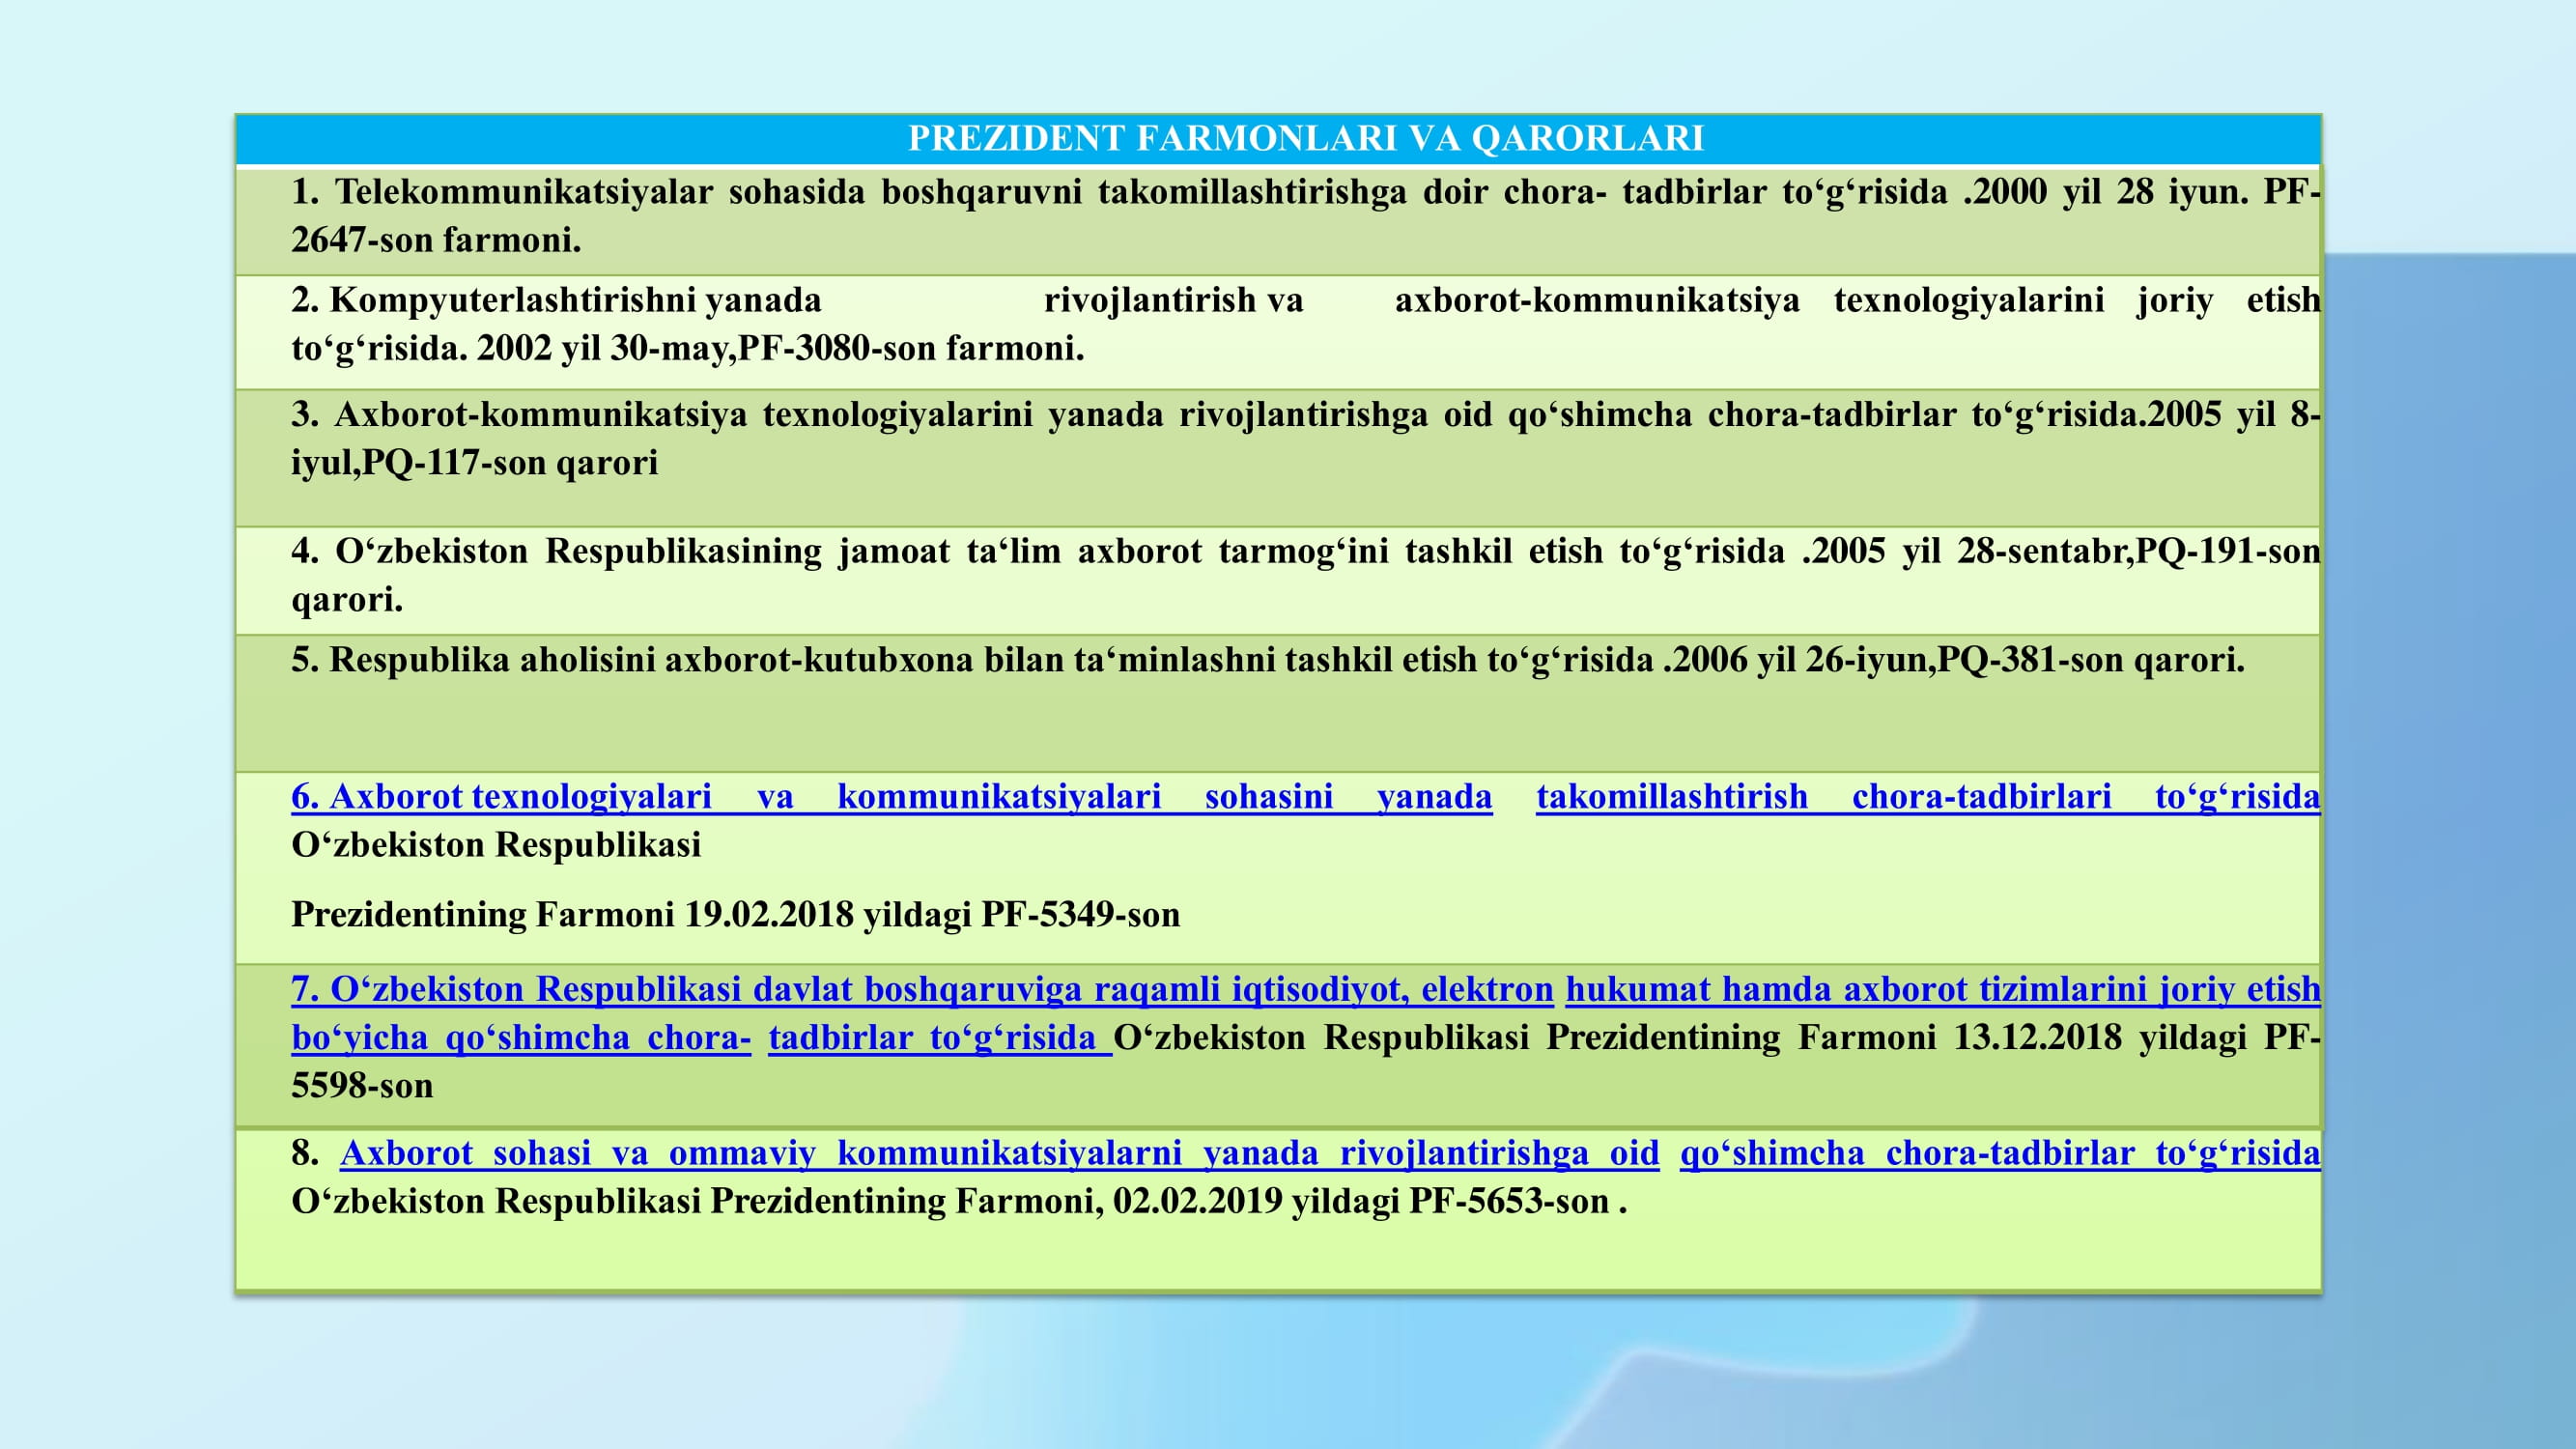 PREZIDENT FARMONLARI VA QARORLARI
1. Telekommunikatsiyalar sohasida boshqaruvni takomillashtirishga doir chora- tadbirlar to‘g‘risida .2000 yil 28 iyun. PF-
2647-son farmoni.
2. Kompyuterlashtirishni yanada rivojlantirish va axborot-kommunikatsiya texnologiyalarini joriy etish
to‘g‘risida. 2002 yil 30-may,PF-3080-son farmoni.
3. Axborot-kommunikatsiya texnologiyalarini yanada rivojlantirishga oid qo‘shimcha chora-tadbirlar to‘g‘risida.2005 yil 8-
iyul,PQ-117-son qarori
4. O‘zbekiston Respublikasining jamoat ta‘lim axborot tarmog‘ini tashkil etish to‘g‘risida .2005 yil 28-sentabr,PQ-191-son
qarori.
5. Respublika aholisini axborot-kutubxona bilan ta‘minlashni tashkil etish to‘g‘risida .2006 yil 26-iyun,PQ-381-son qarori.
6. Axborot texnologiyalari va kommunikatsiyalari sohasini yanada takomillashtirish chora-tadbirlari to‘g‘risida
O‘zbekiston Respublikasi
Prezidentining Farmoni 19.02.2018 yildagi PF-5349-son
7. O‘zbekiston Respublikasi davlat boshqaruviga raqamli iqtisodiyot, elektron hukumat hamda axborot tizimlarini joriy etish
bo‘yicha qo‘shimcha chora- tadbirlar to‘g‘risida O‘zbekiston Respublikasi Prezidentining Farmoni 13.12.2018 yildagi PF-
5598-son
8. Axborot sohasi va ommaviy kommunikatsiyalarni yanada rivojlantirishga oid qo‘shimcha chora-tadbirlar to‘g‘risida
O‘zbekiston Respublikasi Prezidentining Farmoni, 02.02.2019 yildagi PF-5653-son .